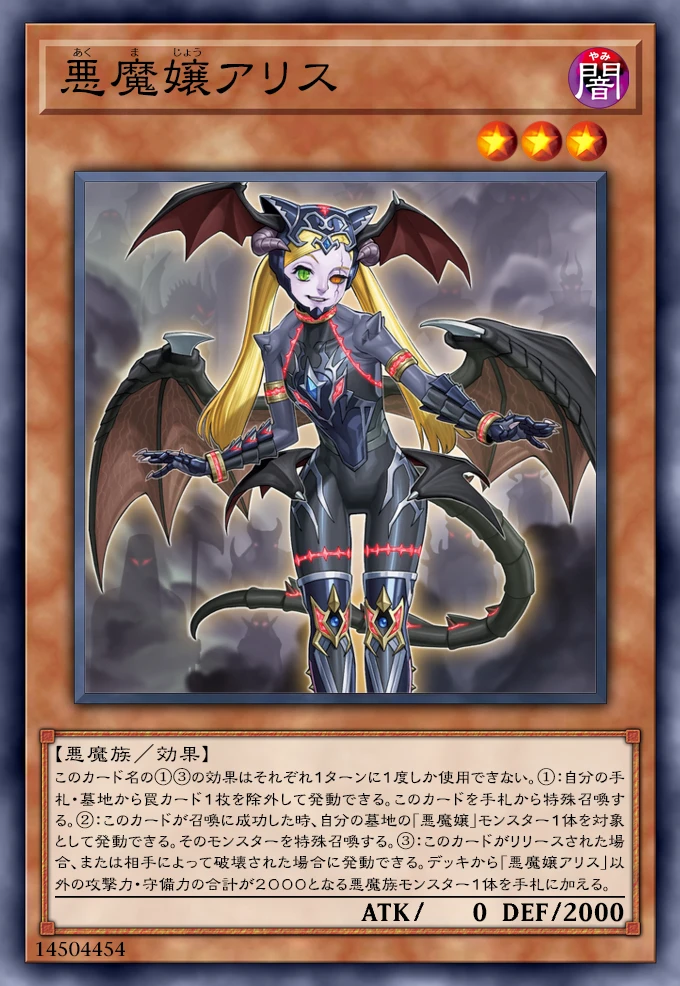 あく ま じょう
悪魔嬢アリス
やみ
闇
【悪魔族／効果】
このカード名の①③の効果はそれぞれ１ターンに１度しか使用できない。①：自分の手
札・墓地から罠カード１枚を除外して発動できる。このカードを手札から特殊召喚す
る。②：このカードが召喚に成功した時、自分の墓地の「悪魔嬢」モンスター１体を対象
として発動できる。そのモンスターを特殊召喚する。③：このカードがリリースされた場
合、または相手によって破壊された場合に発動できる。デッキから「悪魔嬢アリス」以
外の攻撃力・守備力の合計が２０００となる悪魔族モンスター１体を手札に加える。
ATK/ 0 DEF/2000
14504454